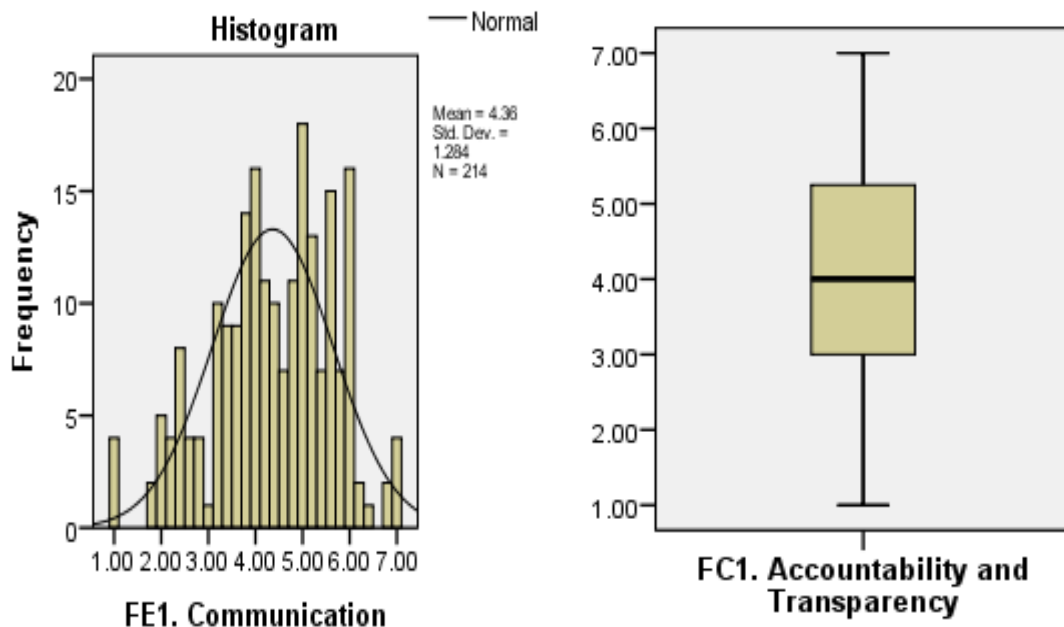 Histogram
Normal
Mean = 4.36
Std. Dev. =
1.284
N = 214
Frequency
20
15
10
5
0
1.00 2.00 3.00 4.00 5.00 6.00 7.00
FE1. Communication
7.00
6.00
5.00
4.00
3.00
2.00
1.00
FC1. Accountability and
Transparency